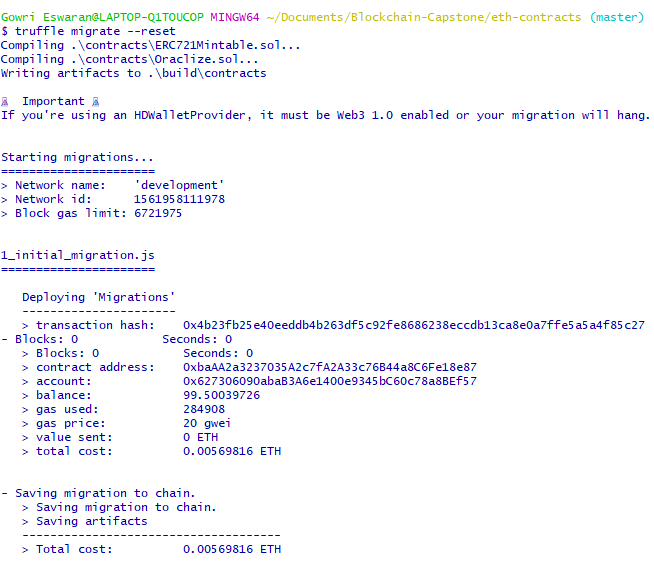 Gowri Eswaran@LAPTOP-Q1TOUCOP MINGW64 ~/Documents/Blockchain-Capstone/eth-contracts (master)
$ truffle migrate --reset
Compiling .\contracts\ERC721Mintable.sol...
Compiling .\contracts\Oraclize.sol...
Writing artifacts to .\build\contracts
Important
If you're using an HDWalletProvider, it must be Web3 1.0 enabled or your migration will hang.
Starting migrations...
======================
> Network name:    'development'
> Network id:      1561958111978
> Block gas limit: 6721975
1_initial_migration.js
======================
Deploying 'Migrations'
----------------------
> transaction hash:    0x4b23fb25e40eeddb4b263df5c92fe8686238eccdb13ca8e0a7ffe5a5a4f85c27
- Blocks: 0            Seconds: 0
> Blocks: 0            Seconds: 0
> contract address:    0xbaAA2a3237035A2c7fA2A33c76B44a8C6Fe18e87
> account:             0x627306090abaB3A6e1400e9345bC60c78a8BEf57
> balance:             99.50039726
> gas used:            284908
> gas price:           20 gwei
> value sent:          0 ETH
> total cost:          0.00569816 ETH
- Saving migration to chain.
> Saving migration to chain.
> Saving artifacts
-------------------------------------
> Total cost:          0.00569816 ETH